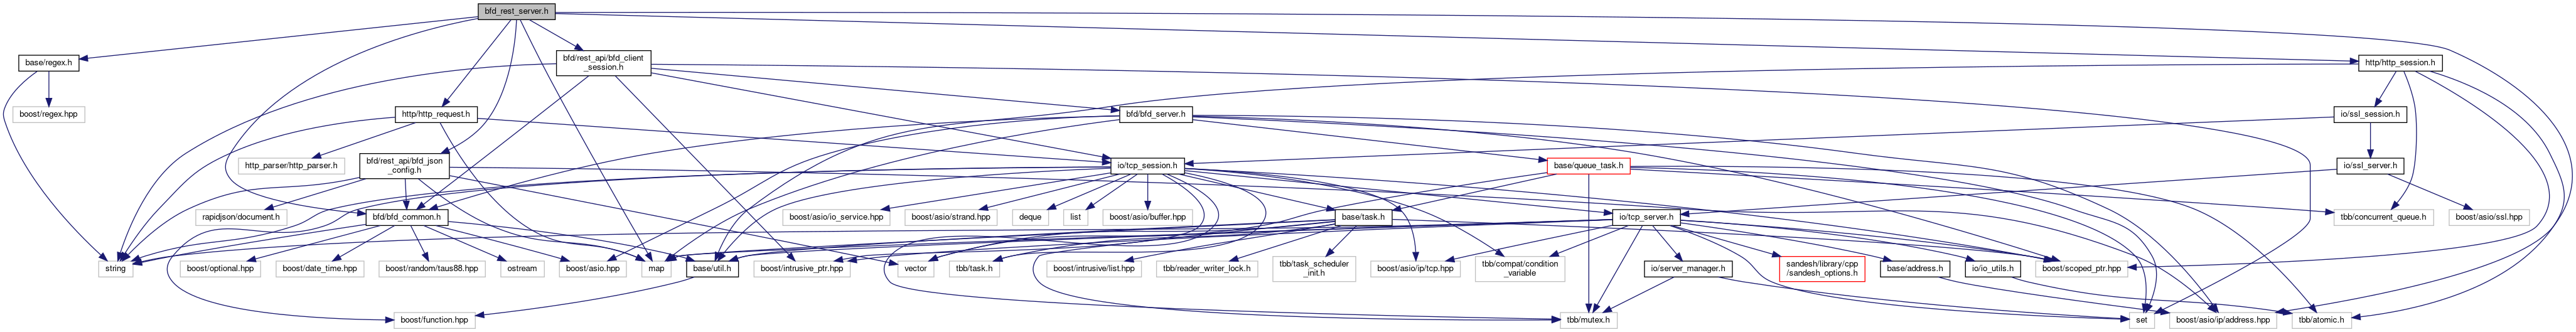 bfd_rest_server.h
base/regex.h
bfd/rest_api/bfd_client
_session.h
http/http_session.h
boost/regex.hpp
http/http_request.h
bfd/bfd_server.h
io/ssl_session.h
http_parser/http_parser.h
bfd/rest_api/bfd_json
_config.h
io/tcp_session.h
base/queue_task.h
io/ssl_server.h
rapidjson/document.h
bfd/bfd_common.h
boost/asio/io_service.hpp
boost/asio/strand.hpp
deque
list
boost/asio/buffer.hpp
base/task.h
io/tcp_server.h
tbb/concurrent_queue.h
boost/asio/ssl.hpp
string
boost/optional.hpp
boost/date_time.hpp
boost/random/taus88.hpp
ostream
boost/asio.hpp
map
base/util.h
boost/intrusive_ptr.hpp
vector
tbb/task.h
boost/intrusive/list.hpp
tbb/reader_writer_lock.h
tbb/task_scheduler
_init.h
boost/asio/ip/tcp.hpp
tbb/compat/condition
_variable
io/server_manager.h
sandesh/library/cpp
/sandesh_options.h
base/address.h
io/io_utils.h
boost/scoped_ptr.hpp
boost/function.hpp
tbb/mutex.h
set
boost/asio/ip/address.hpp
tbb/atomic.h